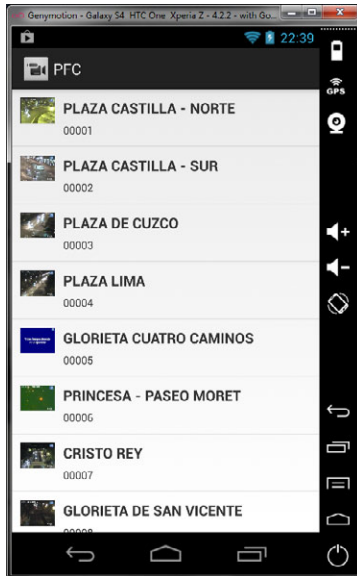 Genymotion - Galaxy S4 HTC One Xperia Z - 4.2.2 - with Go...
22:39
PFC
GPS
PLAZA CASTILLA - NORTE
00001
PLAZA CASTILLA - SUR
00002
PLAZA DE CUZCO
00003
PLAZA LIMA
00004
GLORIETA CUATRO CAMINOS
00005
PRINCESA - PASEO MORET
00006
CRISTO REY
00007
GLORIETA DE SAN VICENTE
00008